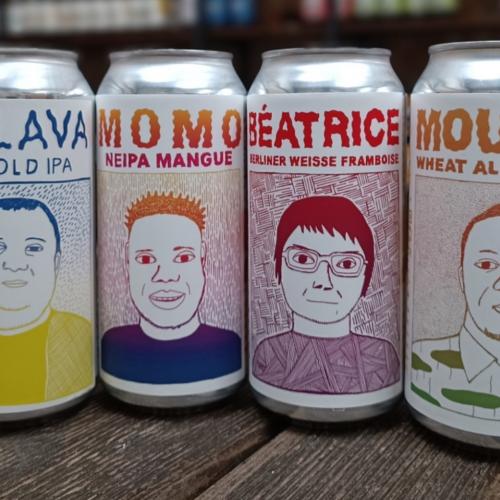 LAVA
OLD IPA
MOMO
NEIPA MANGUE
BÉATRICE
BERLINER WEISSE FRAMBOISE
MOU
WHEAT AL